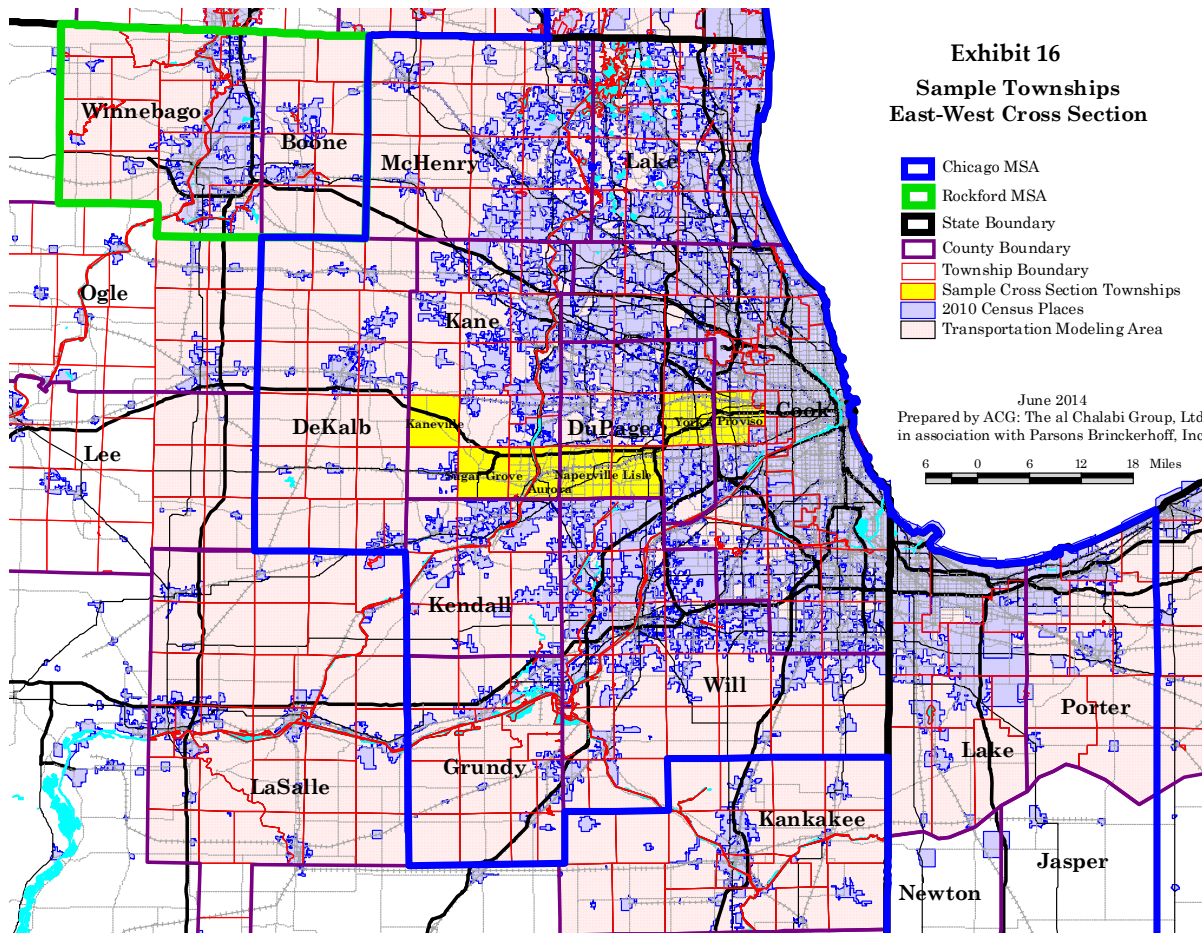 Exhibit 16
Sample Townships
East-West Cross Section
Chicago MSA
Rockford MSA
State Boundary
County Boundary
Township Boundary
Sample Cross Section Townships
2010 Census Places
Transportation Modeling Area
June 2014
Prepared by ACG: The al Chalabi Group, Ltd
in association with Parsons Brinckerhoff, Inc
6 0 6 12 18 Miles
Winnebago
Boone
McHenry
Lake
Ogle
Kane
DeKalb
Kaneville
DuPage
York
Proviso
Cook
Lee
Sugar Grove
Aurora
Naperville
Lisle
Kendall
Will
Porter
Lake
LaSalle
Grundy
Kankakee
Jasper
Newton